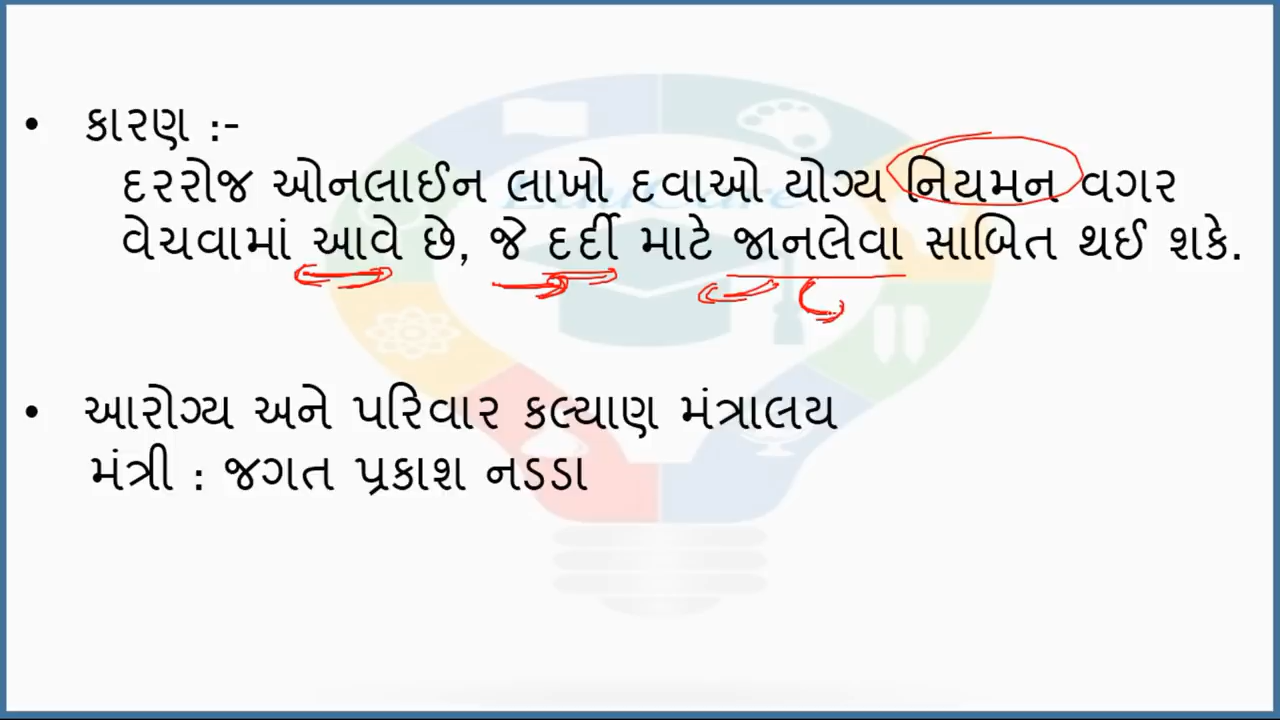 • કારણ :-
દરરોજ ઓનલાઈન લાખો દવાઓ યોગ્ય નિયમન વગર
વેચવામાં આવે છે, જે દર્દી માટે જાનલેવા સાબિત થઈ શકે.
• આરોગ્ય અને પરિવાર કલ્યાણ મંત્રાલય
મંત્રી : જગત પ્રકાશ નડડા